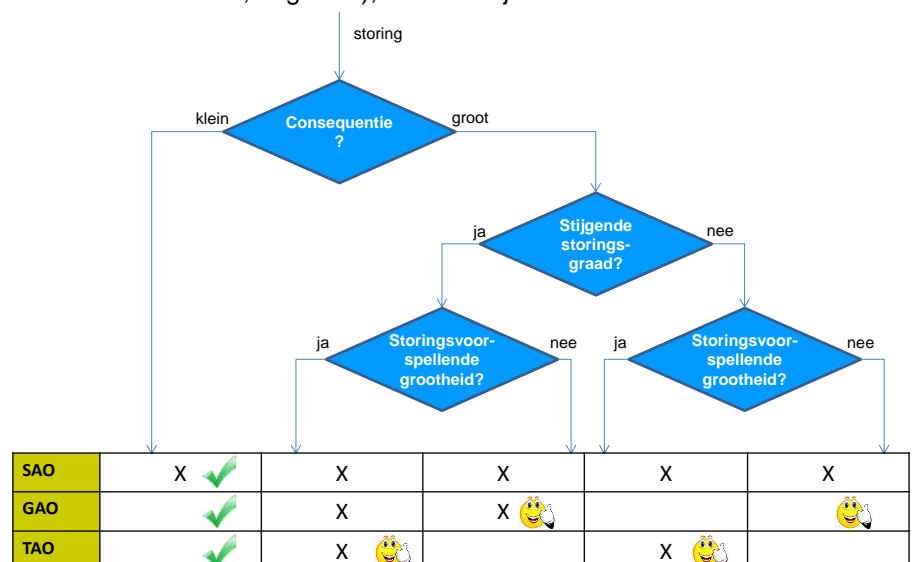 storing
klein
Consequentie
?
groot
ja
Stijgende
storings-
graad?
nee
ja
Storingsvoor-
spellende
grootheid?
nee
ja
Storingsvoor-
spellende
grootheid?
nee
SAO X X X X X
GAO X X
TAO X X